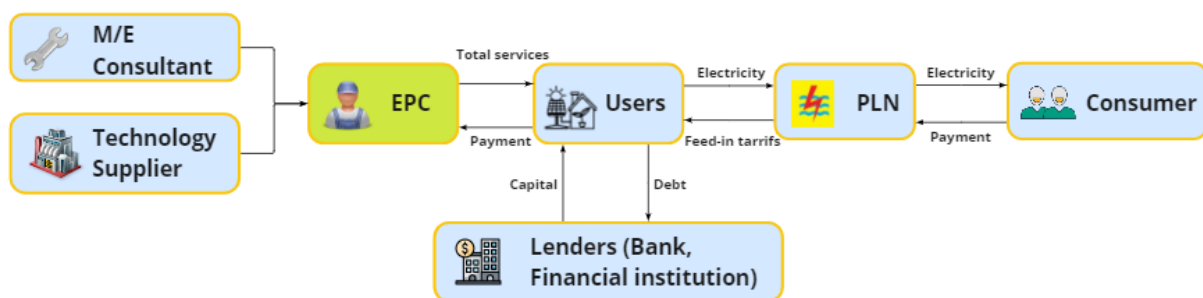 M/E
Consultant
Technology
Supplier
EPC
Total services
Payment
Users
Electricity
Feed-in tarrifs
PLN
Electricity
Payment
Consumer
Capital
Debt
Lenders (Bank,
Financial institution)